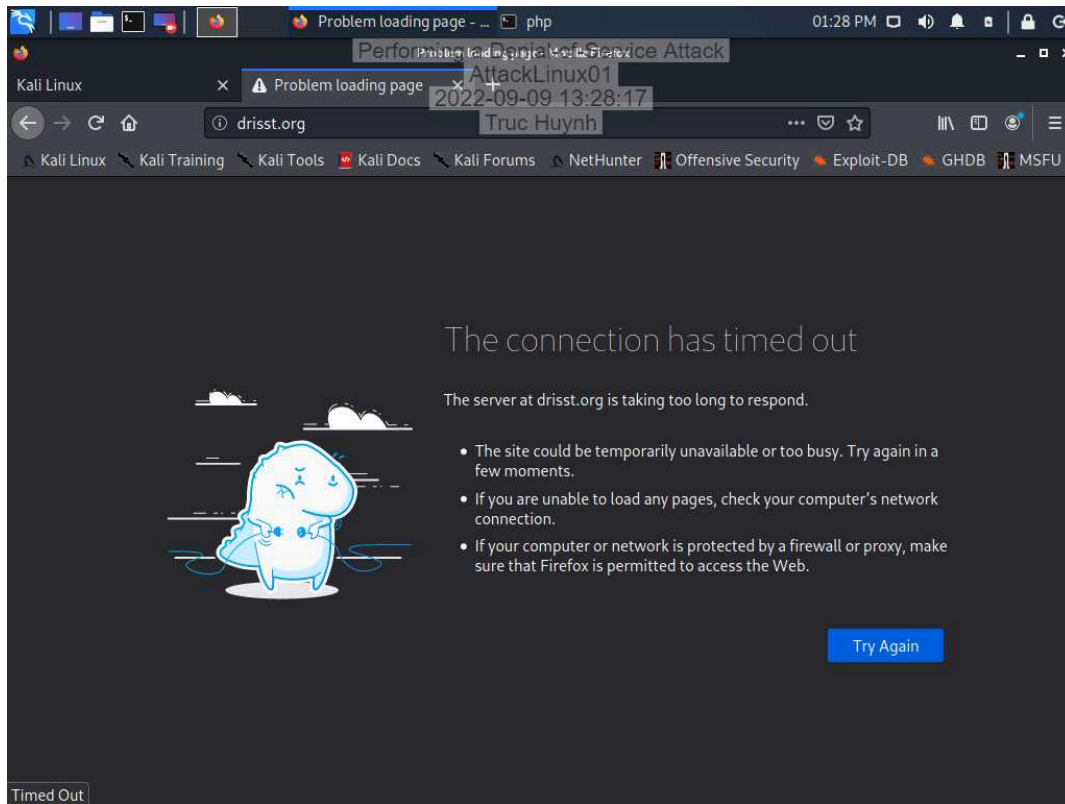 Problem loading page - ... php 01:28 PM
Performing a Denial of Service Attack
AttackLinux01
2022-09-09 13:28:17
Truc Huynh
Kali Linux Problem loading page
drisst.org
Kali Linux Kali Training Kali Tools Kali Docs Kali Forums NetHunter Offensive Security Exploit-DB GHDB MSFU
The connection has timed out
The server at drisst.org is taking too long to respond.
The site could be temporarily unavailable or too busy. Try again in a
few moments.
If you are unable to load any pages, check your computer's network
connection.
If your computer or network is protected by a firewall or proxy, make
sure that Firefox is permitted to access the Web.
Try Again
Timed Out